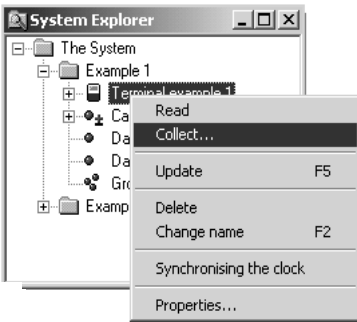 System Explorer
The System
Example 1
Terminal example 1
Read
Ca
Collect...
Da
Da
Update F5
Gro
Examp
Delete
Change name F2
Synchronising the clock
Properties...